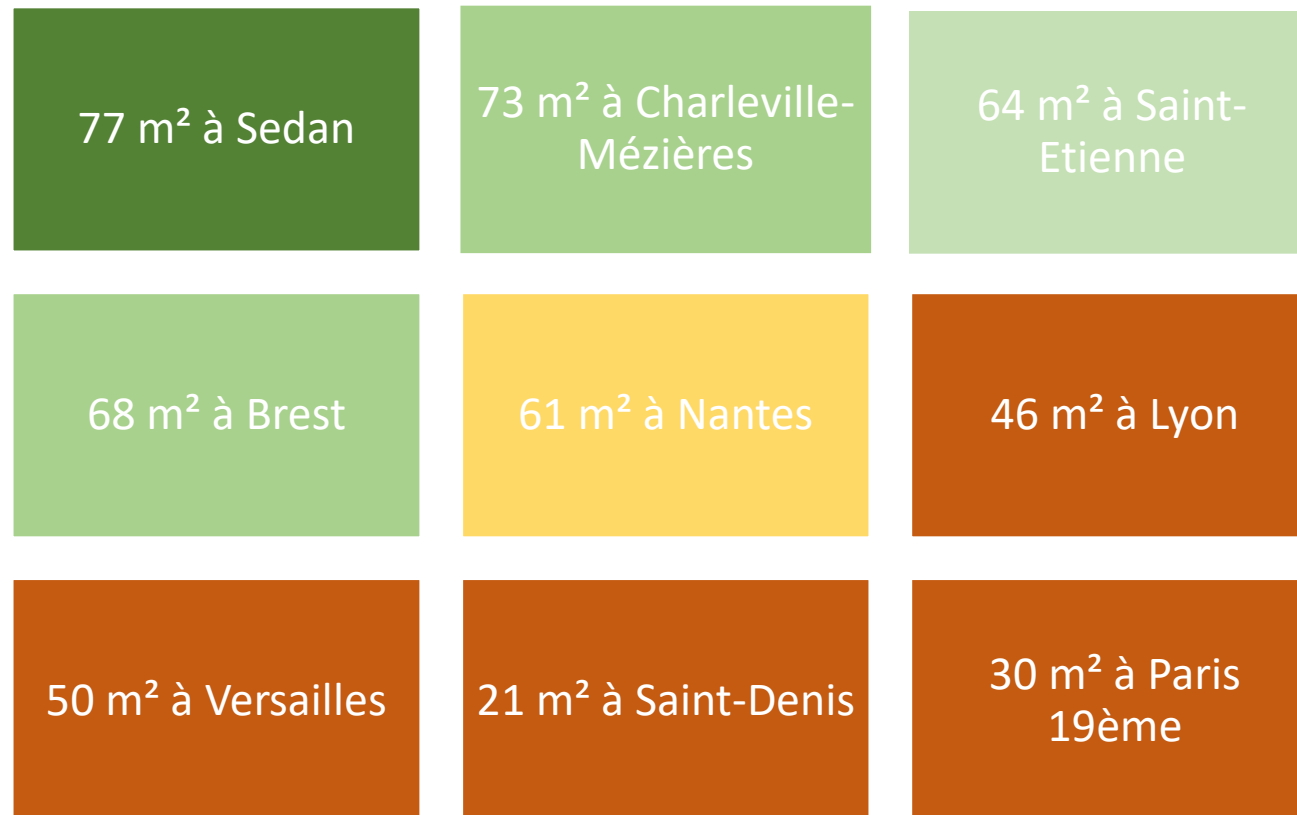 77 m² à Sedan
73 m² à Charleville-
Mézières
64 m² à Saint-
Etienne
68 m² à Brest
61 m² à Nantes
46 m² à Lyon
50 m² à Versailles
21 m² à Saint-Denis
30 m² à Paris
19ème